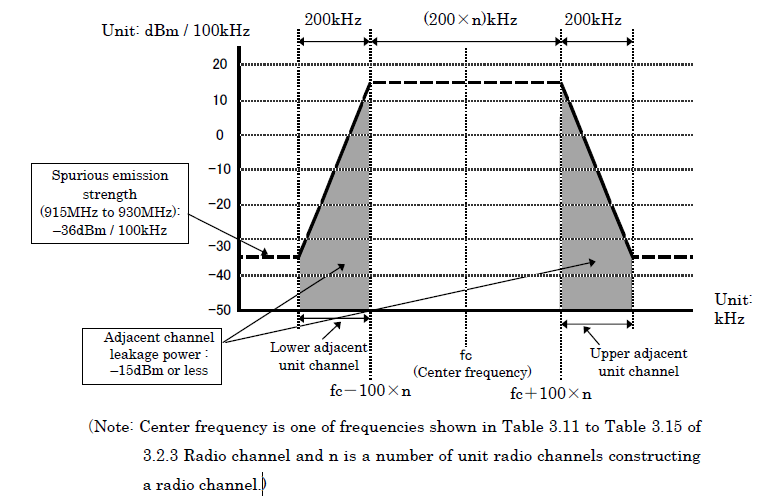 Unit: dBm / 100kHz
200kHz
(200×n)kHz
200kHz
20
10
0
−10
−20
−30
−40
−50
Spurious emission
strength
(915MHz to 930MHz):
–36dBm / 100kHz
Adjacent channel
leakage power :
–15dBm or less
Lower adjacent
unit channel
fc
(Center frequency)
Upper adjacent
unit channel
Unit:
kHz
fc−100×n
fc+100×n
(Note: Center frequency is one of frequencies shown in Table 3.11 to Table 3.15 of
3.2.3 Radio channel and n is a number of unit radio channels constructing
a radio channel.)